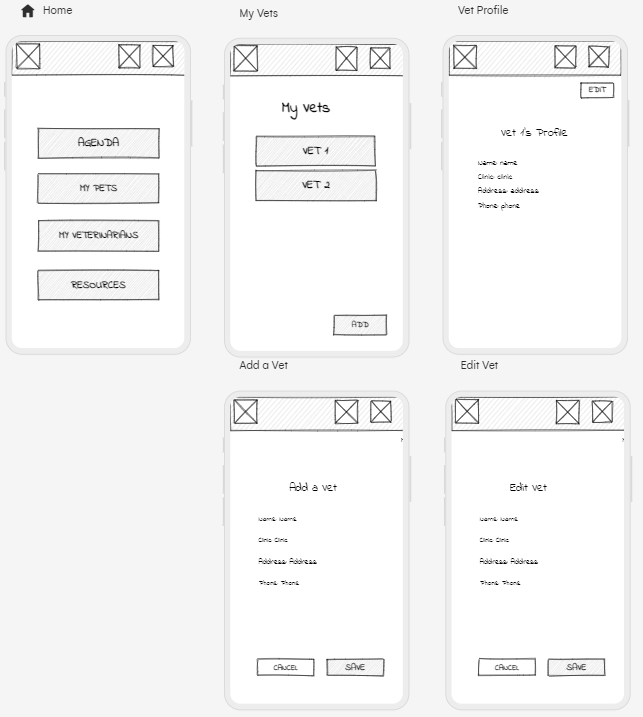 Home
AGENDA
MY PETS
MY VETERINARIANS
RESOURCES
My Vets
My vets
VET 1
VET 2
ADD
Vet Profile
EDIT
Vet 1's Profile
Name: name
Clinic: clinic
Address: address
Phone: phone
Add a Vet
Add a vet
Name: Name
Clinic: Clinic
Address: Address
Phone: Phone
CANCEL
SAVE
Edit Vet
Edit vet
Name: Name
Clinic: Clinic
Address: Address
Phone: Phone
CANCEL
SAVE